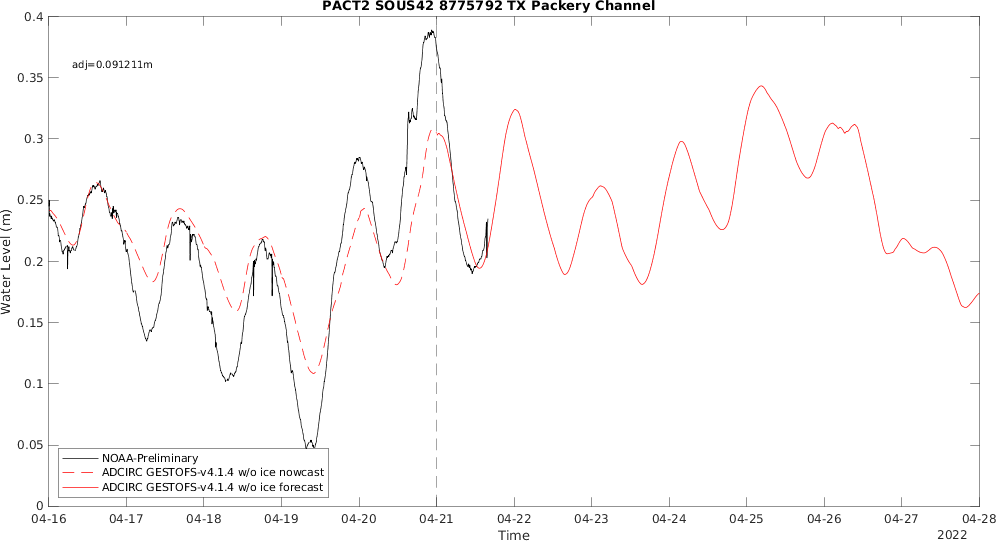 PACT2 SOUS42 8775792 TX Packery Channel
adj=0.091211m
0.4
0.35
0.3
0.25
0.2
0.15
0.1
0.05
0
Water Level (m)
NOAA-Preliminary
ADCIRC GESTOFS-v4.1.4 w/o ice nowcast
ADCIRC GESTOFS-v4.1.4 w/o ice forecast
04-16 04-17 04-18 04-19 04-20 04-21 04-22 04-23 04-24 04-25 04-26 04-27 04-28
Time
2022